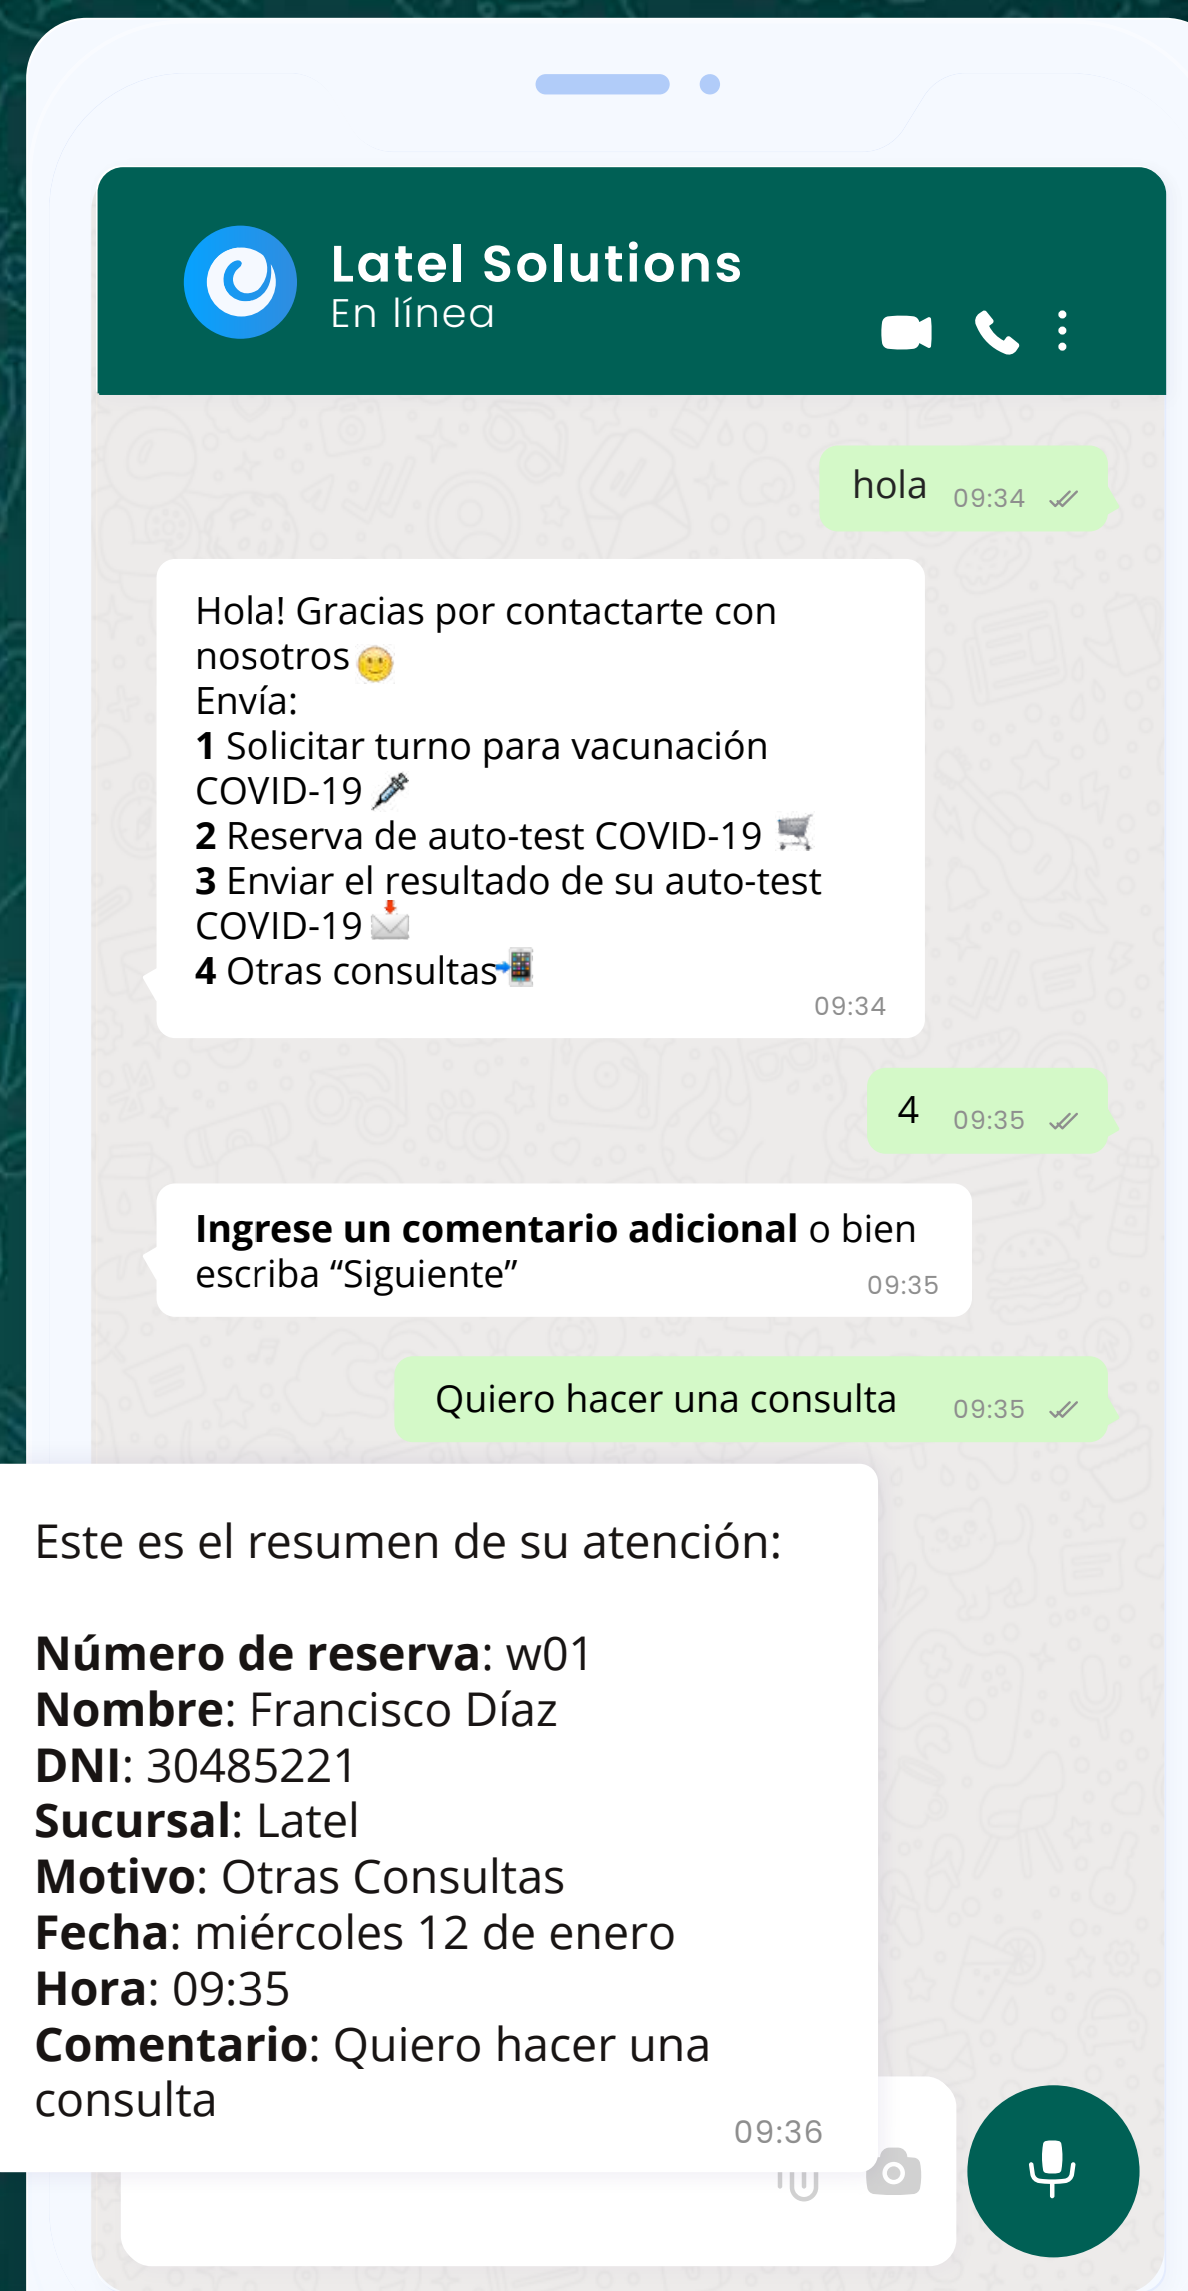 Latel Solutions
En línea
hola 09:34
Hola! Gracias por contactarte con
nosotros
Envía:
1 Solicitar turno para vacunación
COVID-19
2 Reserva de auto-test COVID-19
3 Enviar el resultado de su auto-test
COVID-19
4 Otras consultas
09:34
4 09:35
Ingrese un comentario adicional o bien
escriba “Siguiente”
09:35
Quiero hacer una consulta 09:35
Este es el resumen de su atención:
Número de reserva: w01
Nombre: Francisco Díaz
DNI: 30485221
Sucursal: Latel
Motivo: Otras Consultas
Fecha: miércoles 12 de enero
Hora: 09:35
Comentario: Quiero hacer una
consulta
09:36